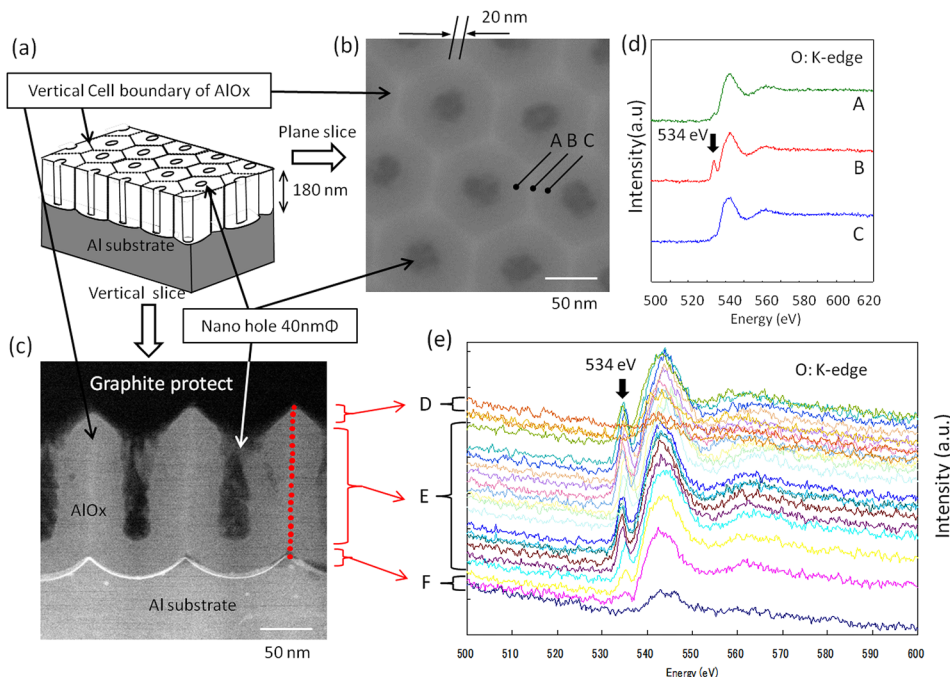 (a)
Vertical Cell boundary of AlOx
180 nm
Al substrate
Plane slice
Vertical slice
Nano hole 40nmΦ
(b)
20 nm
A B C
50 nm
(c)
Graphite protect
AlOx
Al substrate
50 nm
D
E
F
(d)
O: K-edge
Intensity(a.u)
534 eV
A
B
C
500 540 560 580 600 620
Energy (eV)
(e)
534 eV
O: K-edge
Intensity (a.u.)
500 510 520 530 540 550 560 570 580 590 600
Energy (eV)